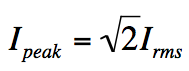 I_peak = √2 I_rms